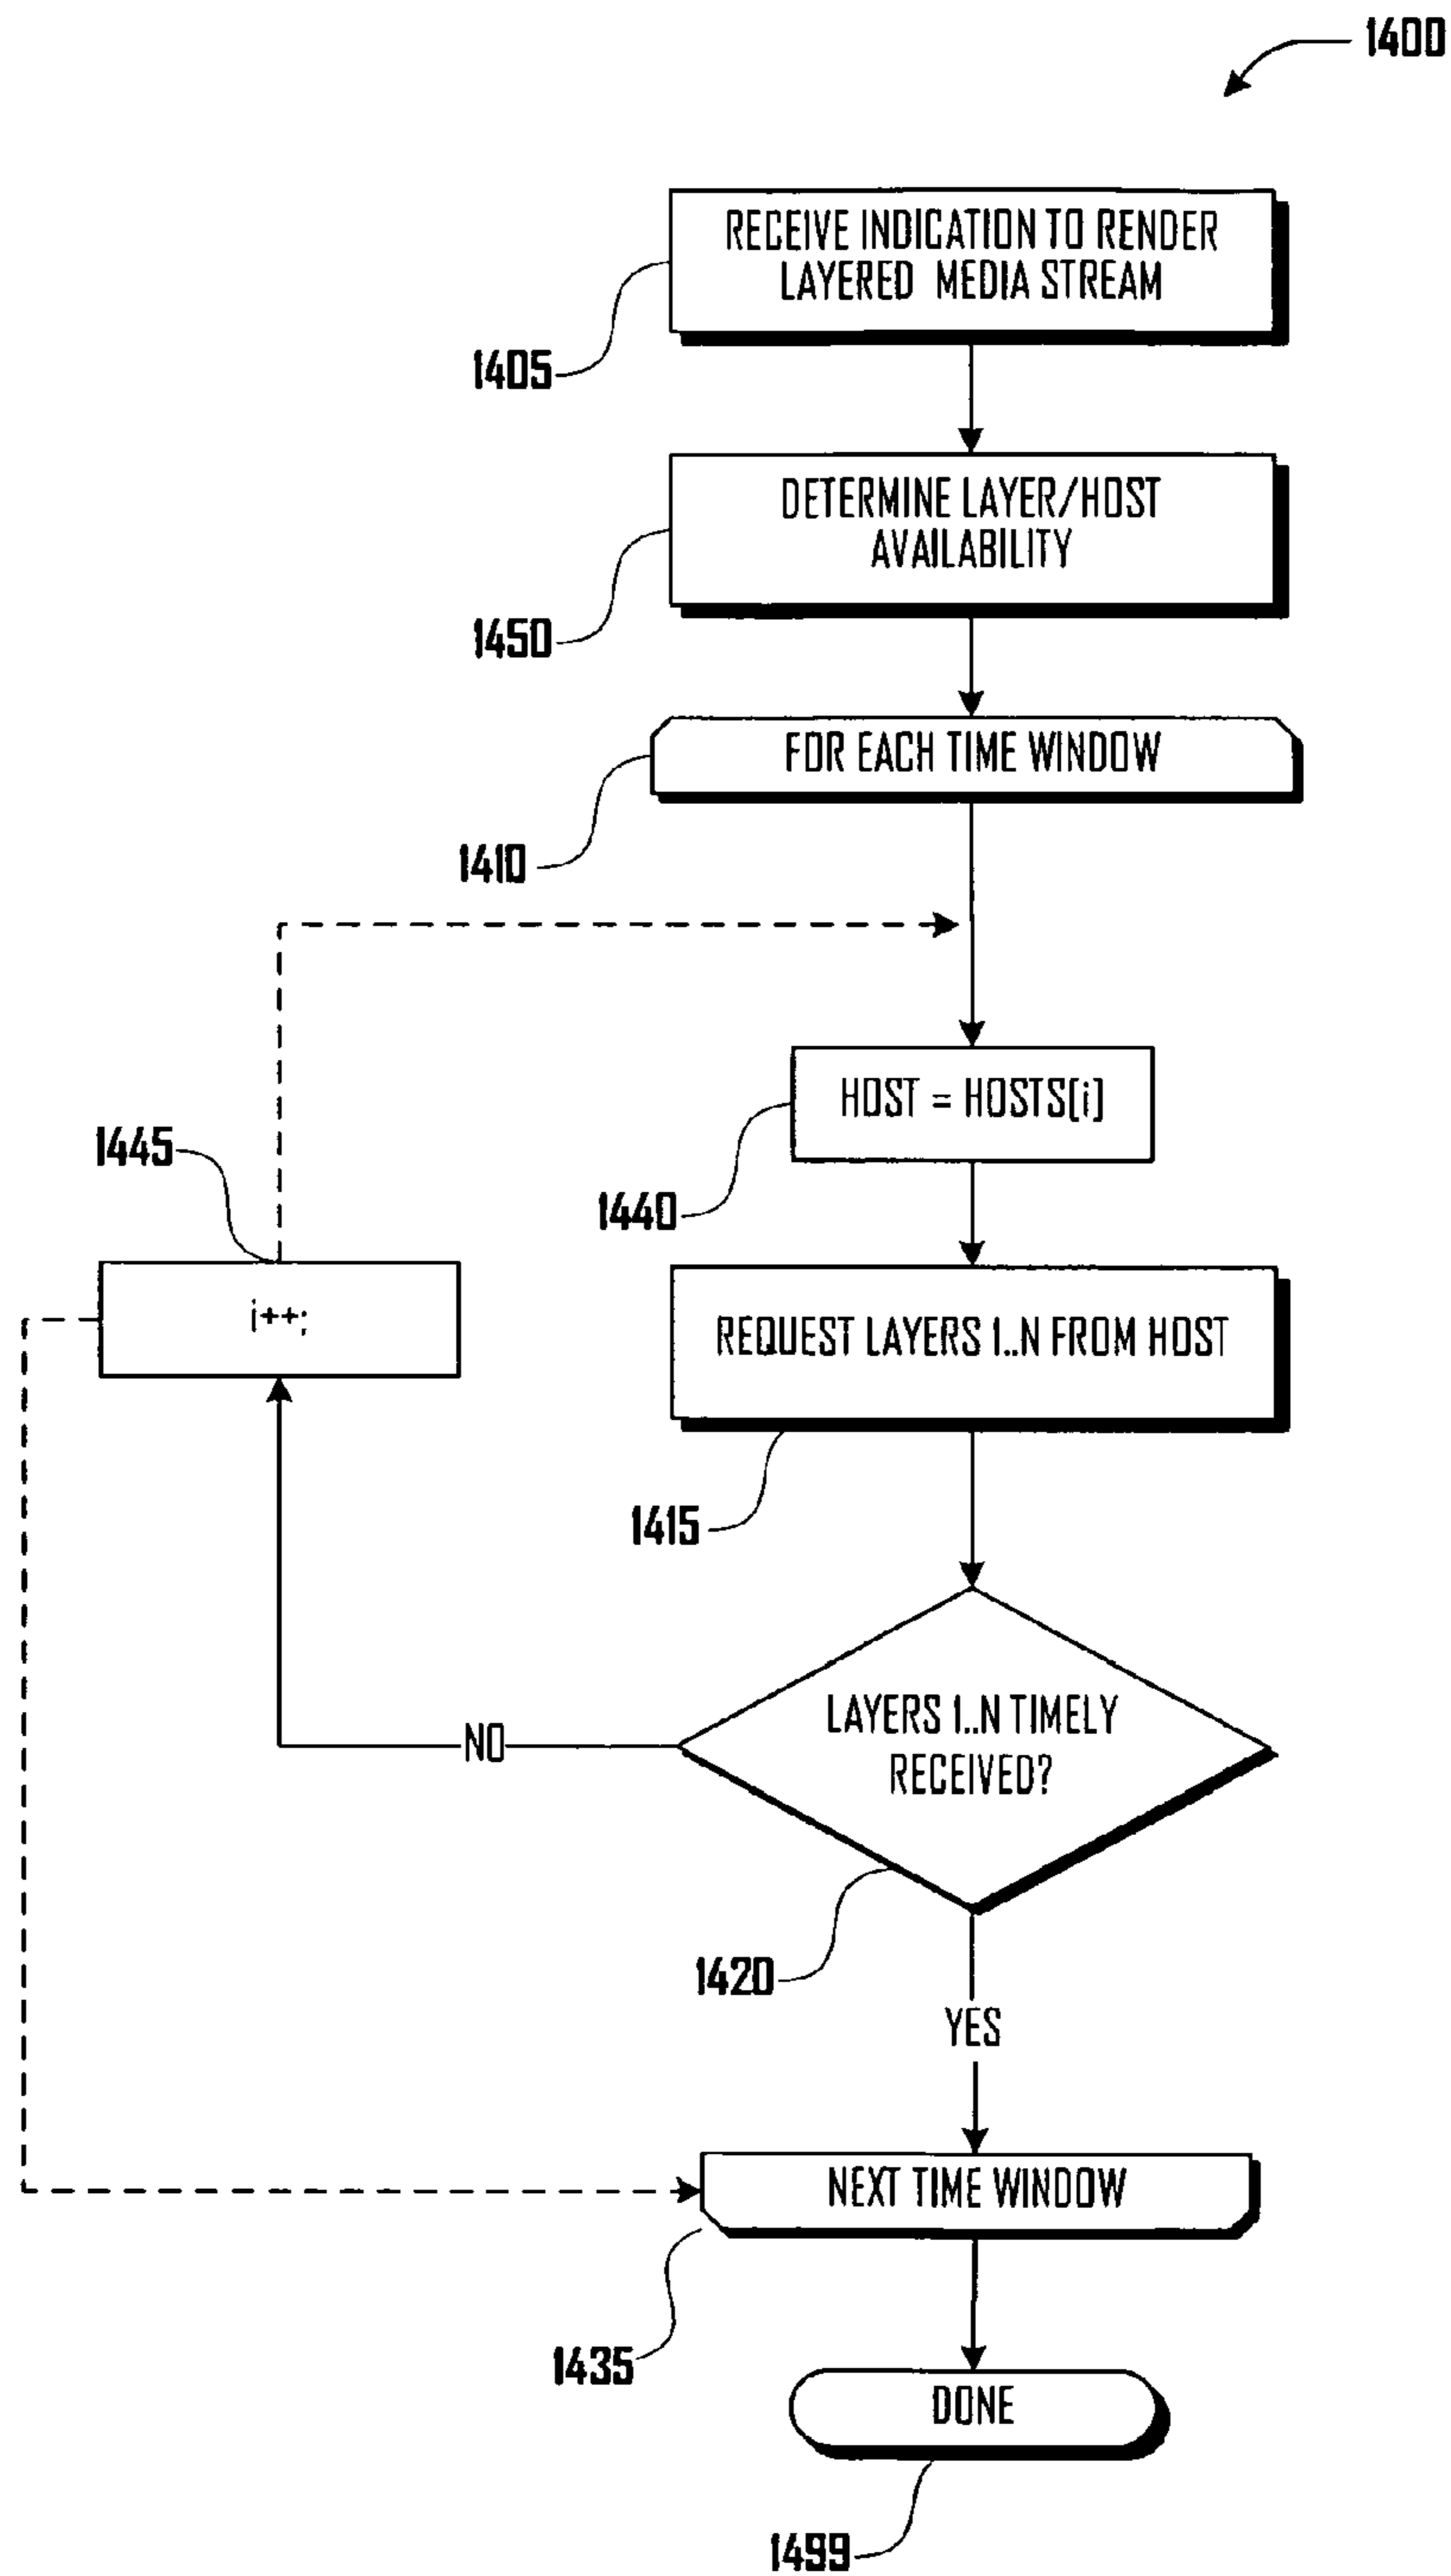 1400
RECEIVE INDICATION TO RENDER
LAYERED MEDIA STREAM
1405
DETERMINE LAYER/HOST
AVAILABILITY
1450
FOR EACH TIME WINDOW
1410
HOST = HOSTS[i]
1445
1440
i++;
REQUEST LAYERS 1..N FROM HOST
1415
LAYERS 1..N TIMELY
RECEIVED?
NO
1420
YES
NEXT TIME WINDOW
1435
DONE
1499